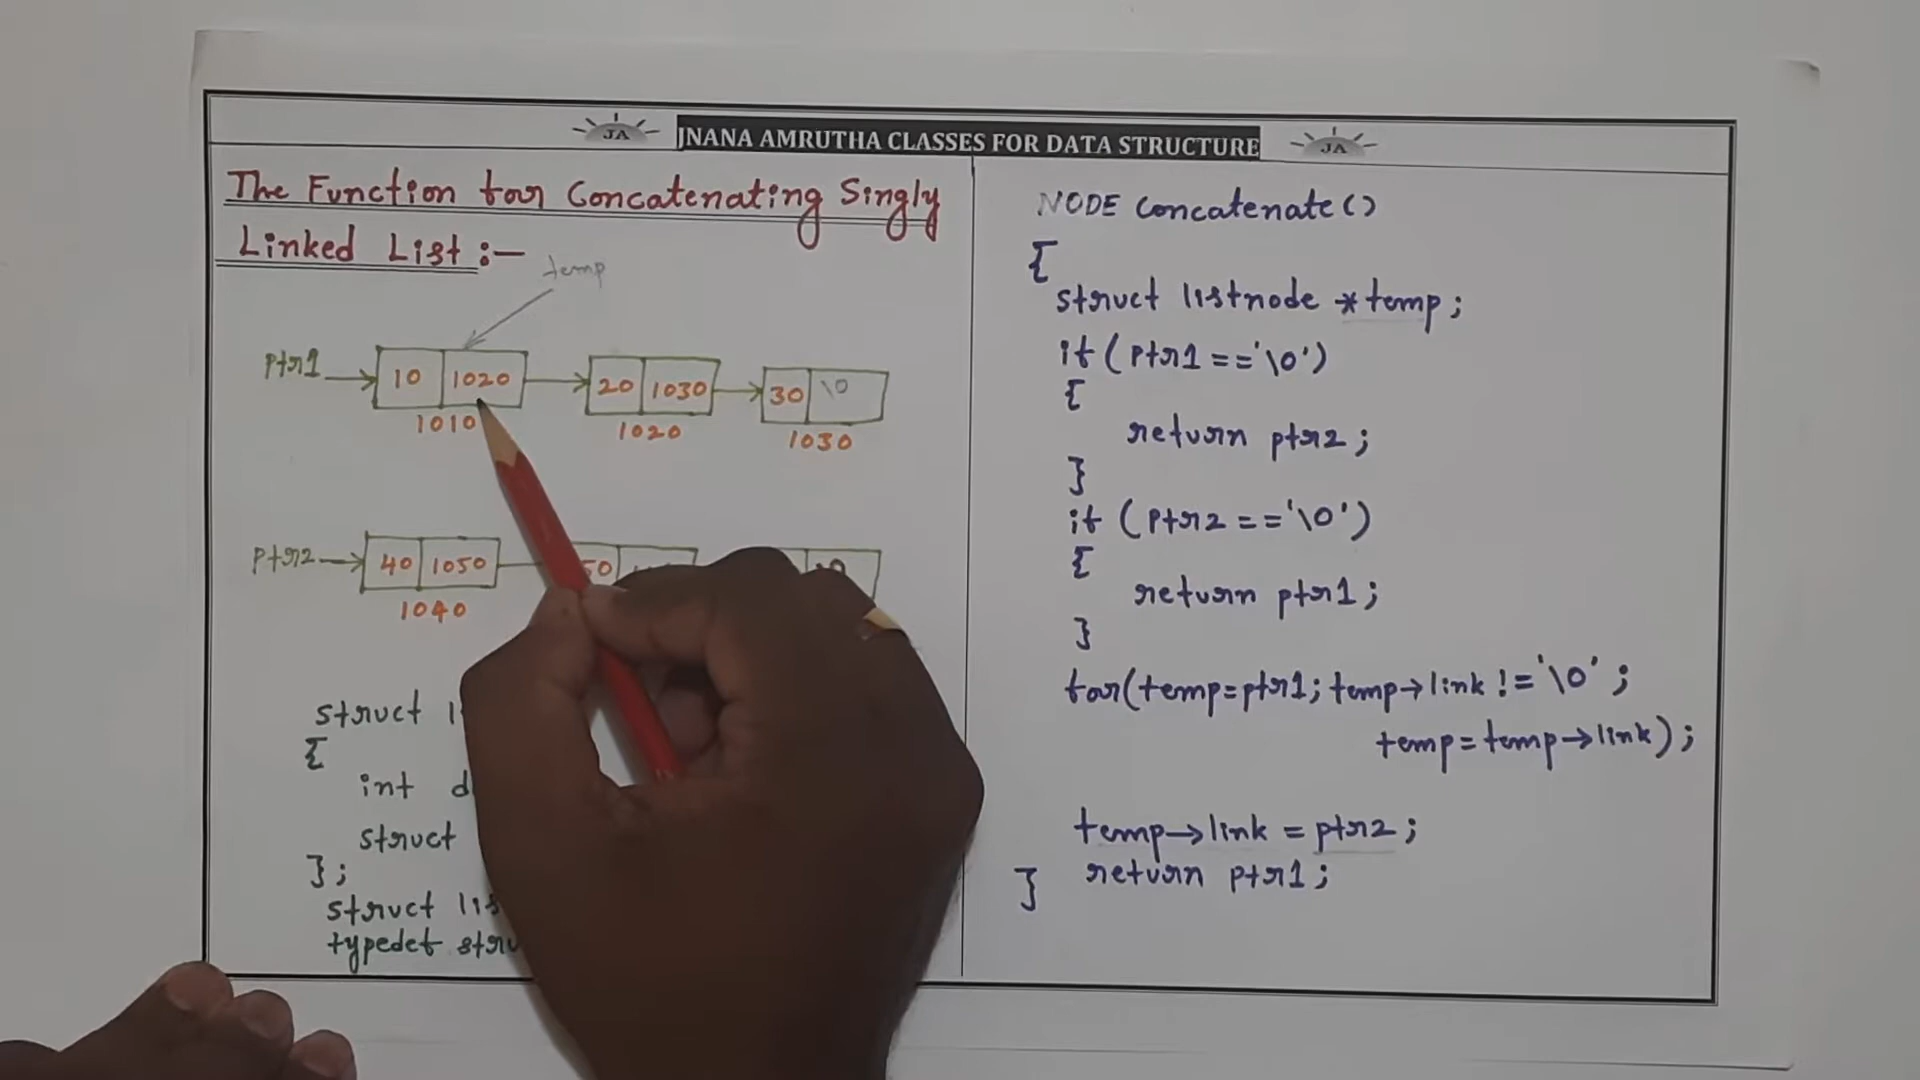 JA JNANA AMRUTHA CLASSES FOR DATA STRUCTURE JA
The Function for Concatenating Singly
Linked List :-
temp
ptr1 10 1020 20 1030 30 \0
1010 1020 1030
ptr2 40 1050 50
1040
struct
{
int
struct
};
struct
typedef
NODE concatenate()
{
struct listnode *temp;
if (ptr1 == '\0')
{
return ptr2;
}
if (ptr2 == '\0')
{
return ptr1;
}
for(temp=ptr1; temp→link != '\0' ;
temp=temp→link);
temp→link = ptr2;
return ptr1;
}